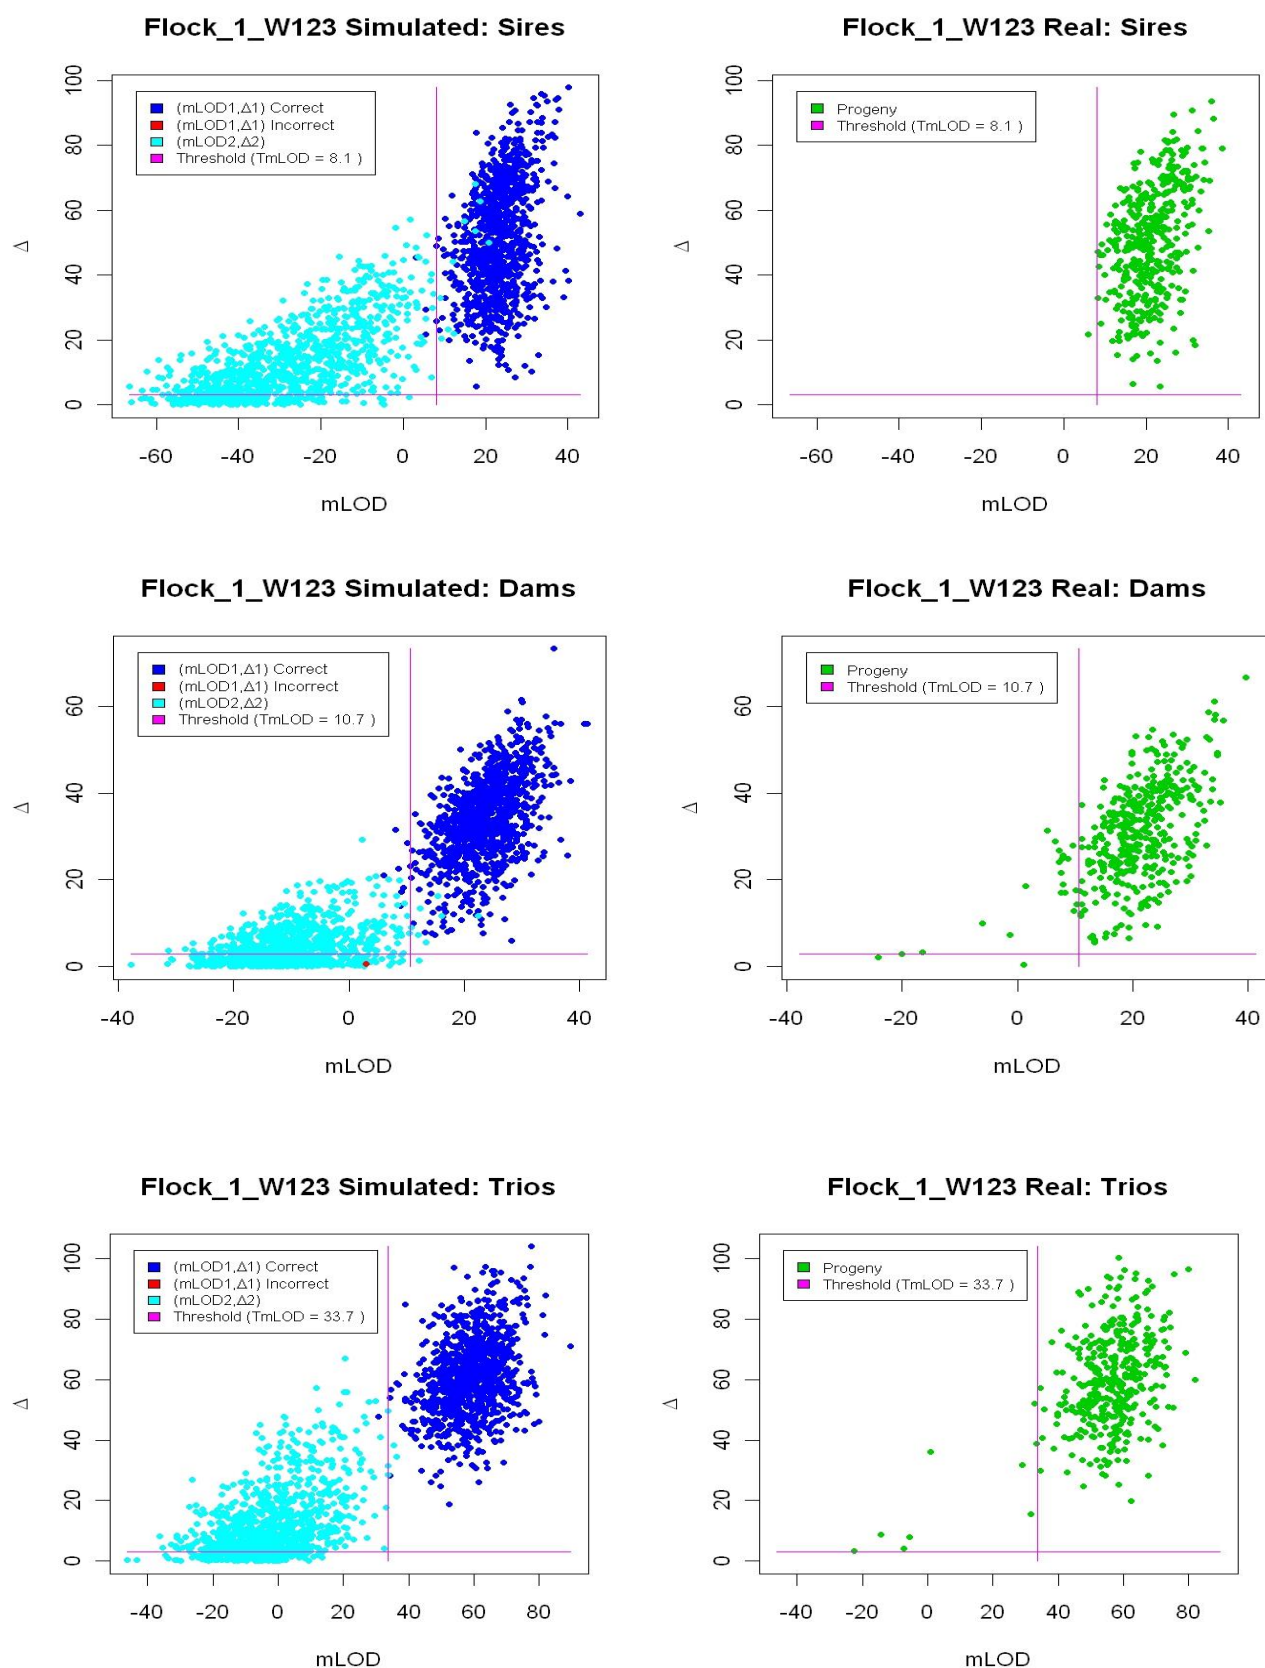 Flock_1_W123 Simulated: Sires
(mLOD1,Δ1) Correct
(mLOD1,Δ1) Incorrect
(mLOD2,Δ2)
Threshold (TmLOD = 8.1 )
Δ
100
80
60
40
20
0
-60 -40 -20 0 20 40
mLOD
Flock_1_W123 Real: Sires
Progeny
Threshold (TmLOD = 8.1 )
Δ
100
80
60
40
20
0
-60 -40 -20 0 20 40
mLOD
Flock_1_W123 Simulated: Dams
(mLOD1,Δ1) Correct
(mLOD1,Δ1) Incorrect
(mLOD2,Δ2)
Threshold (TmLOD = 10.7 )
Δ
60
40
20
0
-40 -20 0 20 40
mLOD
Flock_1_W123 Real: Dams
Progeny
Threshold (TmLOD = 10.7 )
Δ
60
40
20
0
-40 -20 0 20 40
mLOD
Flock_1_W123 Simulated: Trios
(mLOD1,Δ1) Correct
(mLOD1,Δ1) Incorrect
(mLOD2,Δ2)
Threshold (TmLOD = 33.7 )
Δ
100
80
60
40
20
0
-40 -20 0 20 40 60 80
mLOD
Flock_1_W123 Real: Trios
Progeny
Threshold (TmLOD = 33.7 )
Δ
100
80
60
40
20
0
-40 -20 0 20 40 60 80
mLOD